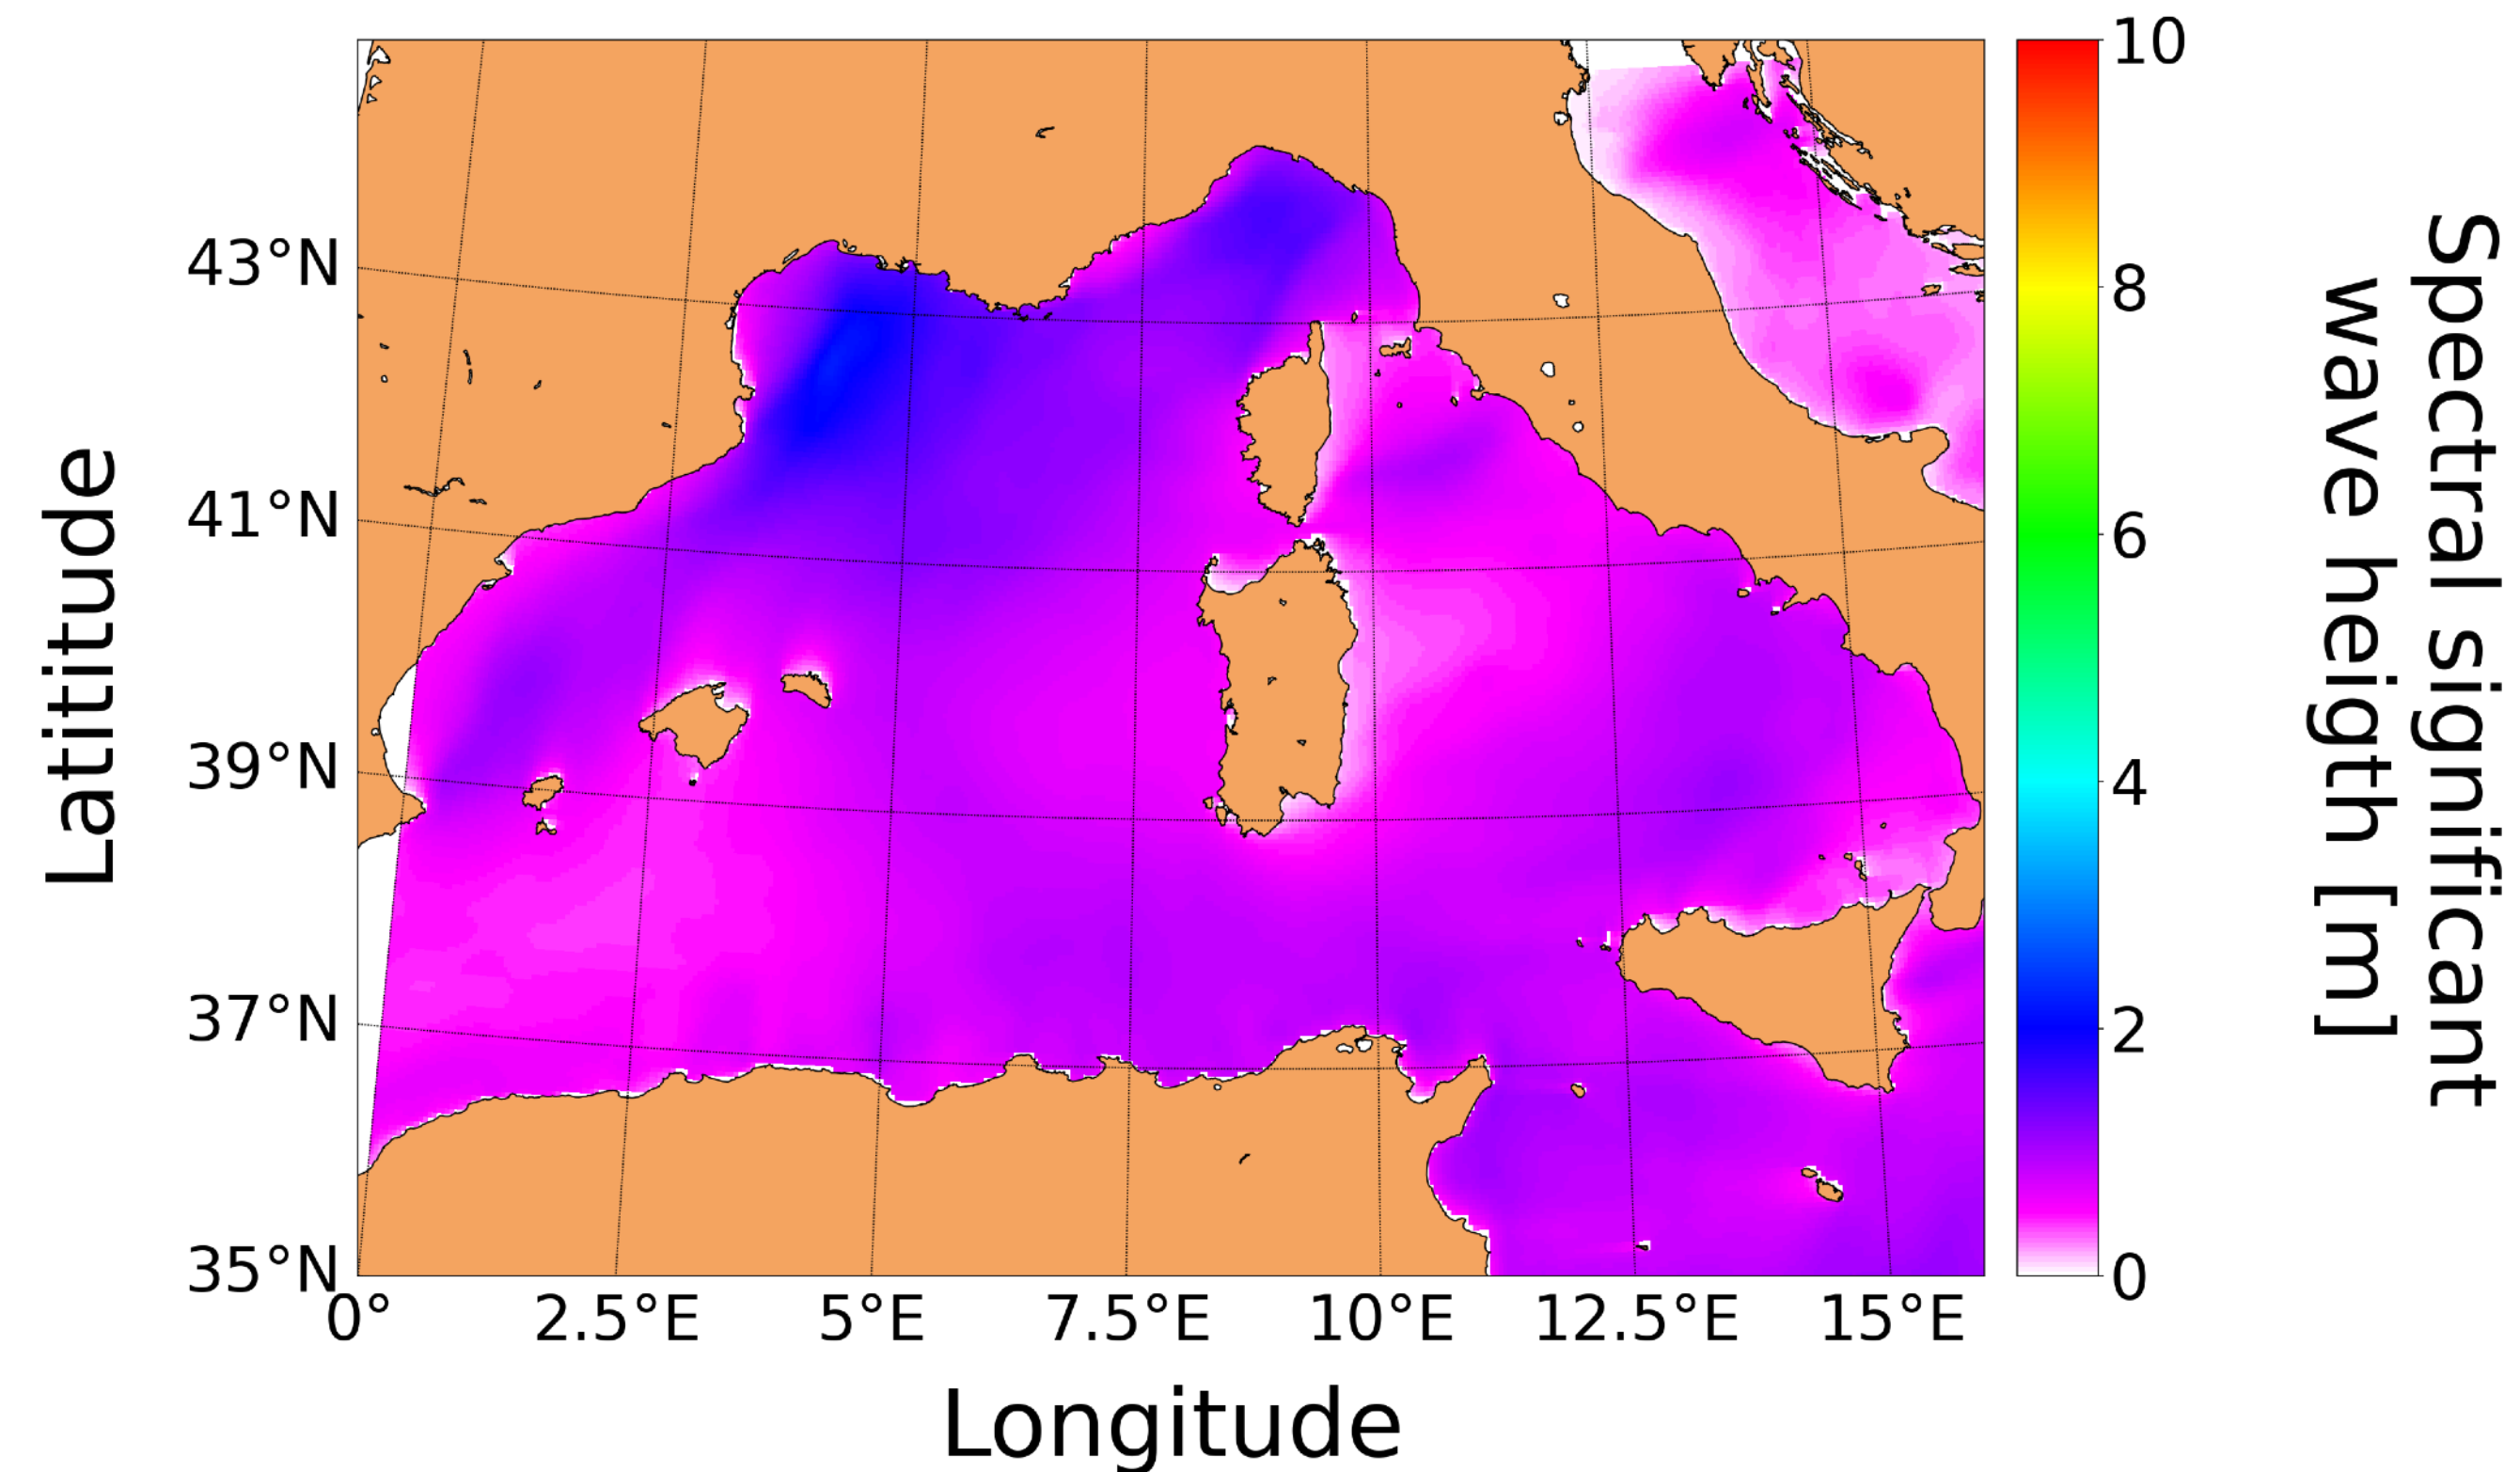 43°N
41°N
39°N
37°N
35°N
Latititude
0°
2.5°E
5°E
7.5°E
10°E
12.5°E
15°E
Longitude
10
8
6
4
2
0
Spectral significant
wave heigth [m]